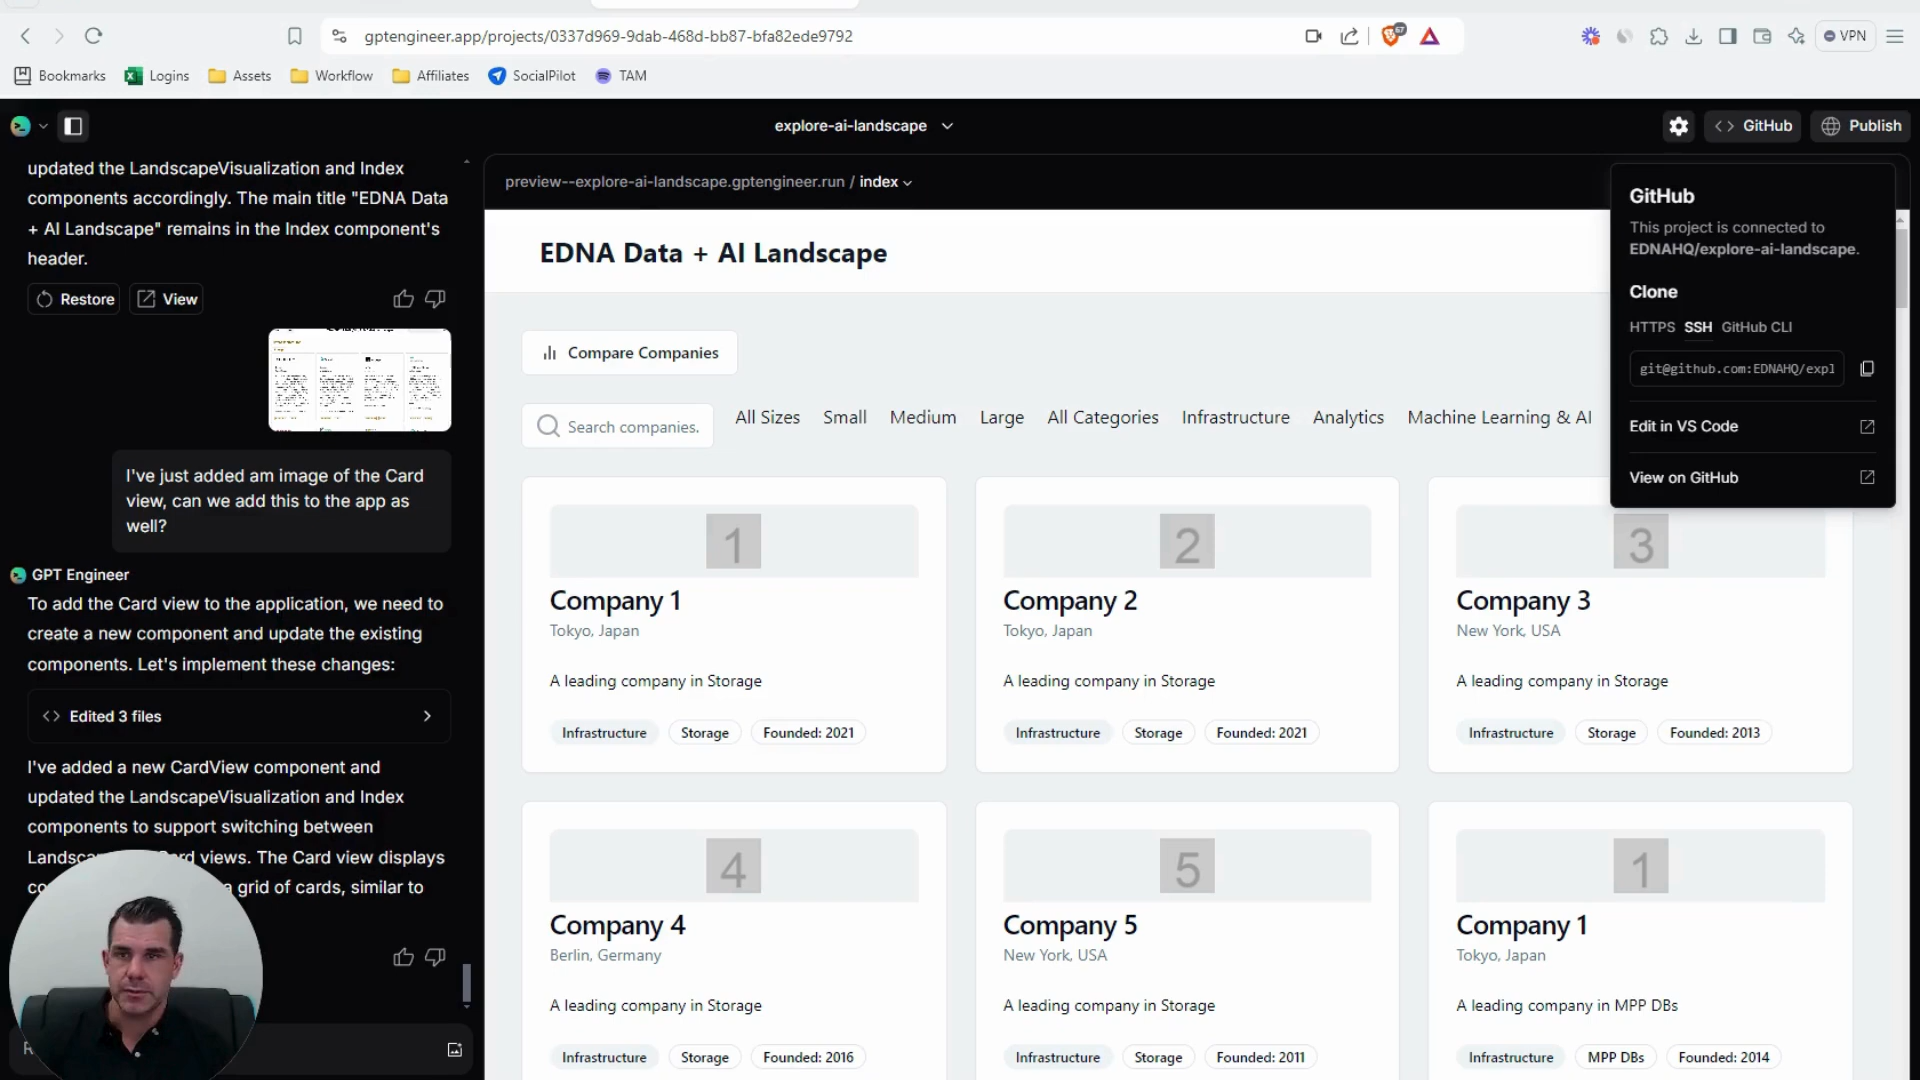 gptengineer.app/projects/0337d969-9dab-468d-bb87-bfa82ede9792
67
VPN
Bookmarks
Logins
Assets
Workflow
Affiliates
SocialPilot
TAM
explore-ai-landscape
GitHub
Publish
updated the LandscapeVisualization and Index
components accordingly. The main title "EDNA Data
+ AI Landscape" remains in the Index component's
header.
Restore
View
I've just added am image of the Card
view, can we add this to the app as
well?
GPT Engineer
To add the Card view to the application, we need to
create a new component and update the existing
components. Let's implement these changes:
Edited 3 files
I've added a new CardView component and
updated the LandscapeVisualization and Index
components to support switching between
views. The Card view displays
a grid of cards, similar to
preview--explore-ai-landscape.gptengineer.run / index
EDNA Data + AI Landscape
Compare Companies
Search companies.
All Sizes
Small
Medium
Large
All Categories
Infrastructure
Analytics
Machine Learning & AI
1
Company 1
Tokyo, Japan
A leading company in Storage
Infrastructure
Storage
Founded: 2021
2
Company 2
Tokyo, Japan
A leading company in Storage
Infrastructure
Storage
Founded: 2021
3
Company 3
New York, USA
A leading company in Storage
Infrastructure
Storage
Founded: 2013
4
Company 4
Berlin, Germany
A leading company in Storage
Infrastructure
Storage
Founded: 2016
5
Company 5
New York, USA
A leading company in Storage
Infrastructure
Storage
Founded: 2011
1
Company 1
Tokyo, Japan
A leading company in MPP DBs
Infrastructure
MPP DBs
Founded: 2014
GitHub
This project is connected to
EDNAHQ/explore-ai-landscape.
Clone
HTTPS
SSH
GitHub CLI
git@github.com:EDNAHQ/expl
Edit in VS Code
View on GitHub